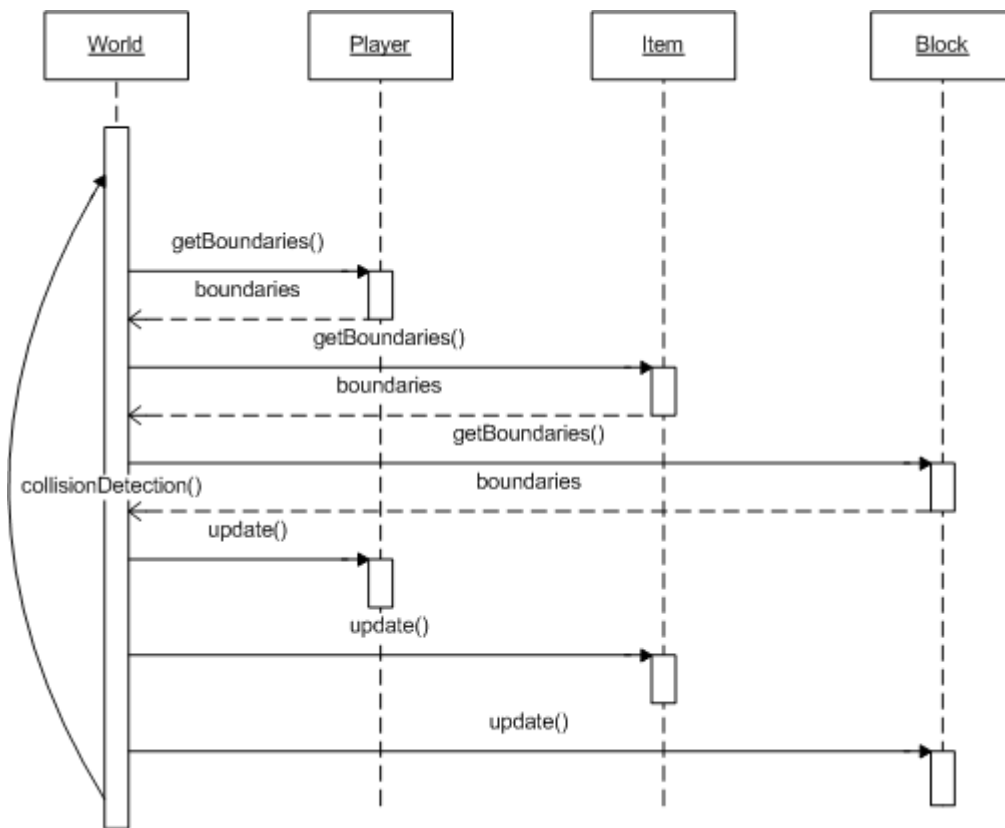 World
Player
Item
Block
getBoundaries()
boundaries
getBoundaries()
boundaries
getBoundaries()
boundaries
collisionDetection()
update()
update()
update()